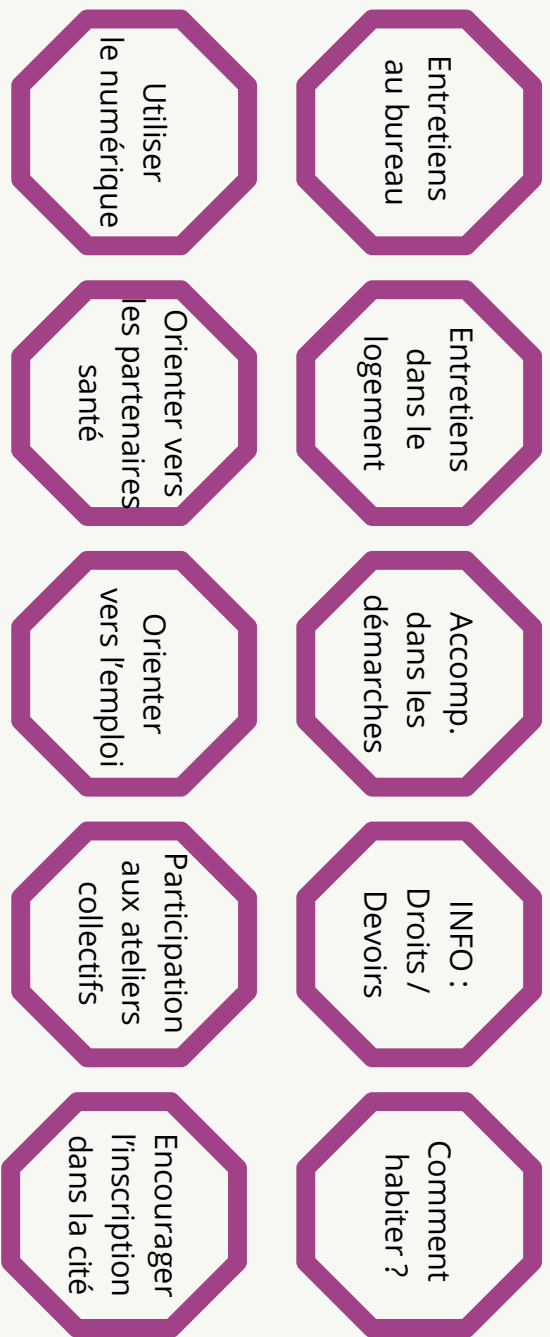 Entretiens
au bureau
Entretiens
dans le
logement
Accomp.
dans les
démarches
INFO :
Droits /
Devoirs
Comment
habiter ?
Utiliser
le numérique
Orienter vers
les partenaires
santé
Orienter
vers l’emploi
Participation
aux ateliers
collectifs
Encourager
l’inscription
dans la cité